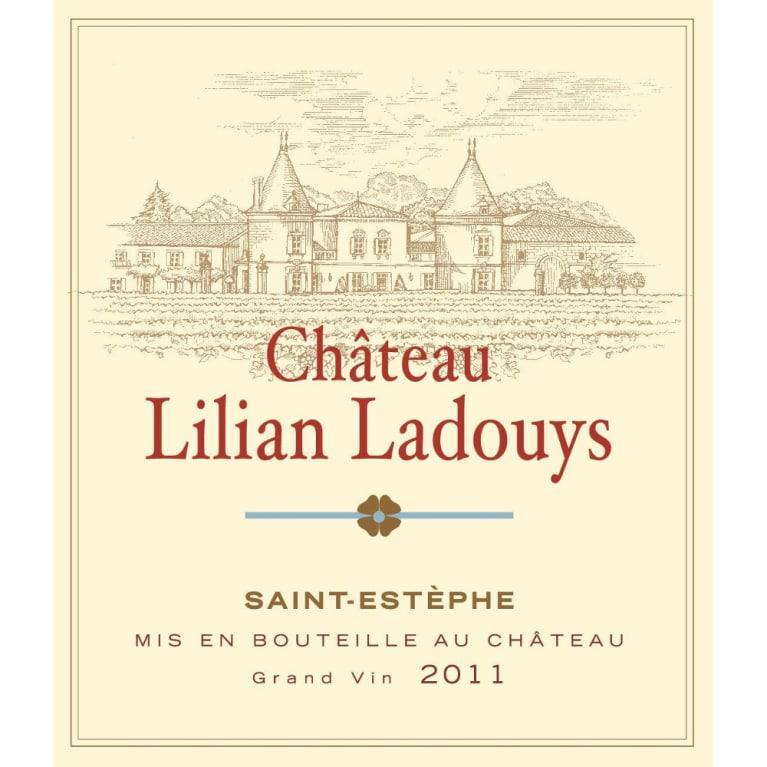 Château
Lilian Ladouys
SAINT-ESTÈPHE
MIS EN BOUTEILLE AU CHÂTEAU
Grand Vin 2011